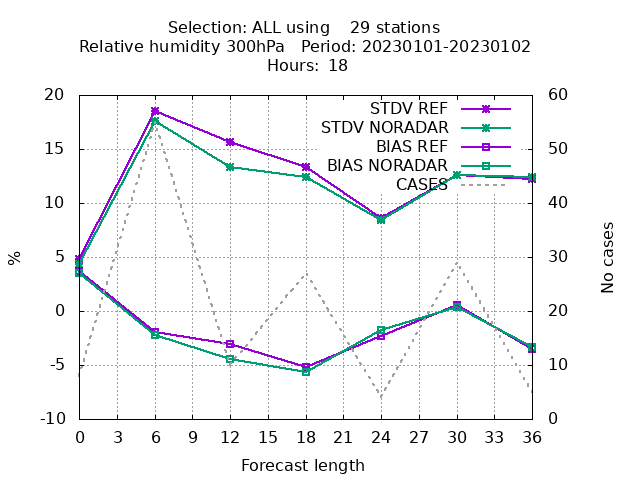 Selection: ALL using    29 stations
Relative humidity 300hPa   Period: 20230101-20230102
Hours: 18
STDV REF
STDV NORADAR
BIAS REF
BIAS NORADAR
CASES
20
15
10
5
0
-5
-10
%
60
50
40
30
20
10
0
No cases
0 3 6 9 12 15 18 21 24 27 30 33 36
Forecast length